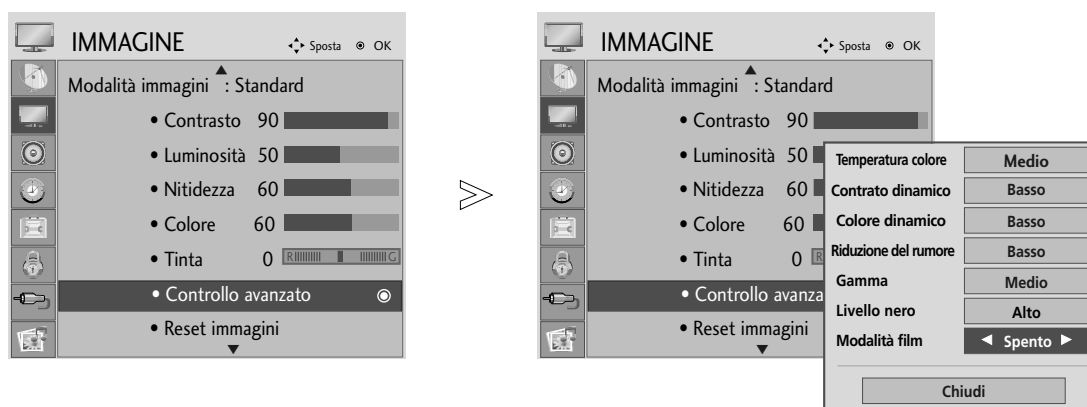 IMMAGINE Sposta OK
Modalità immagini : Standard
• Contrasto 90
• Luminosità 50
• Nitidezza 60
• Colore 60
• Tinta 0 R G
• Controllo avanzato
• Reset immagini
IMMAGINE Sposta OK
Modalità immagini : Standard
• Contrasto 90
• Luminosità 50
• Nitidezza 60
• Colore 60
• Tinta 0 R
• Controllo avanza
• Reset immagini
Temperatura colore Medio
Contrato dinamico Basso
Colore dinamico Basso
Riduzione del rumore Basso
Gamma Medio
Livello nero Alto
Modalità film ◄ Spento ►
Chiudi